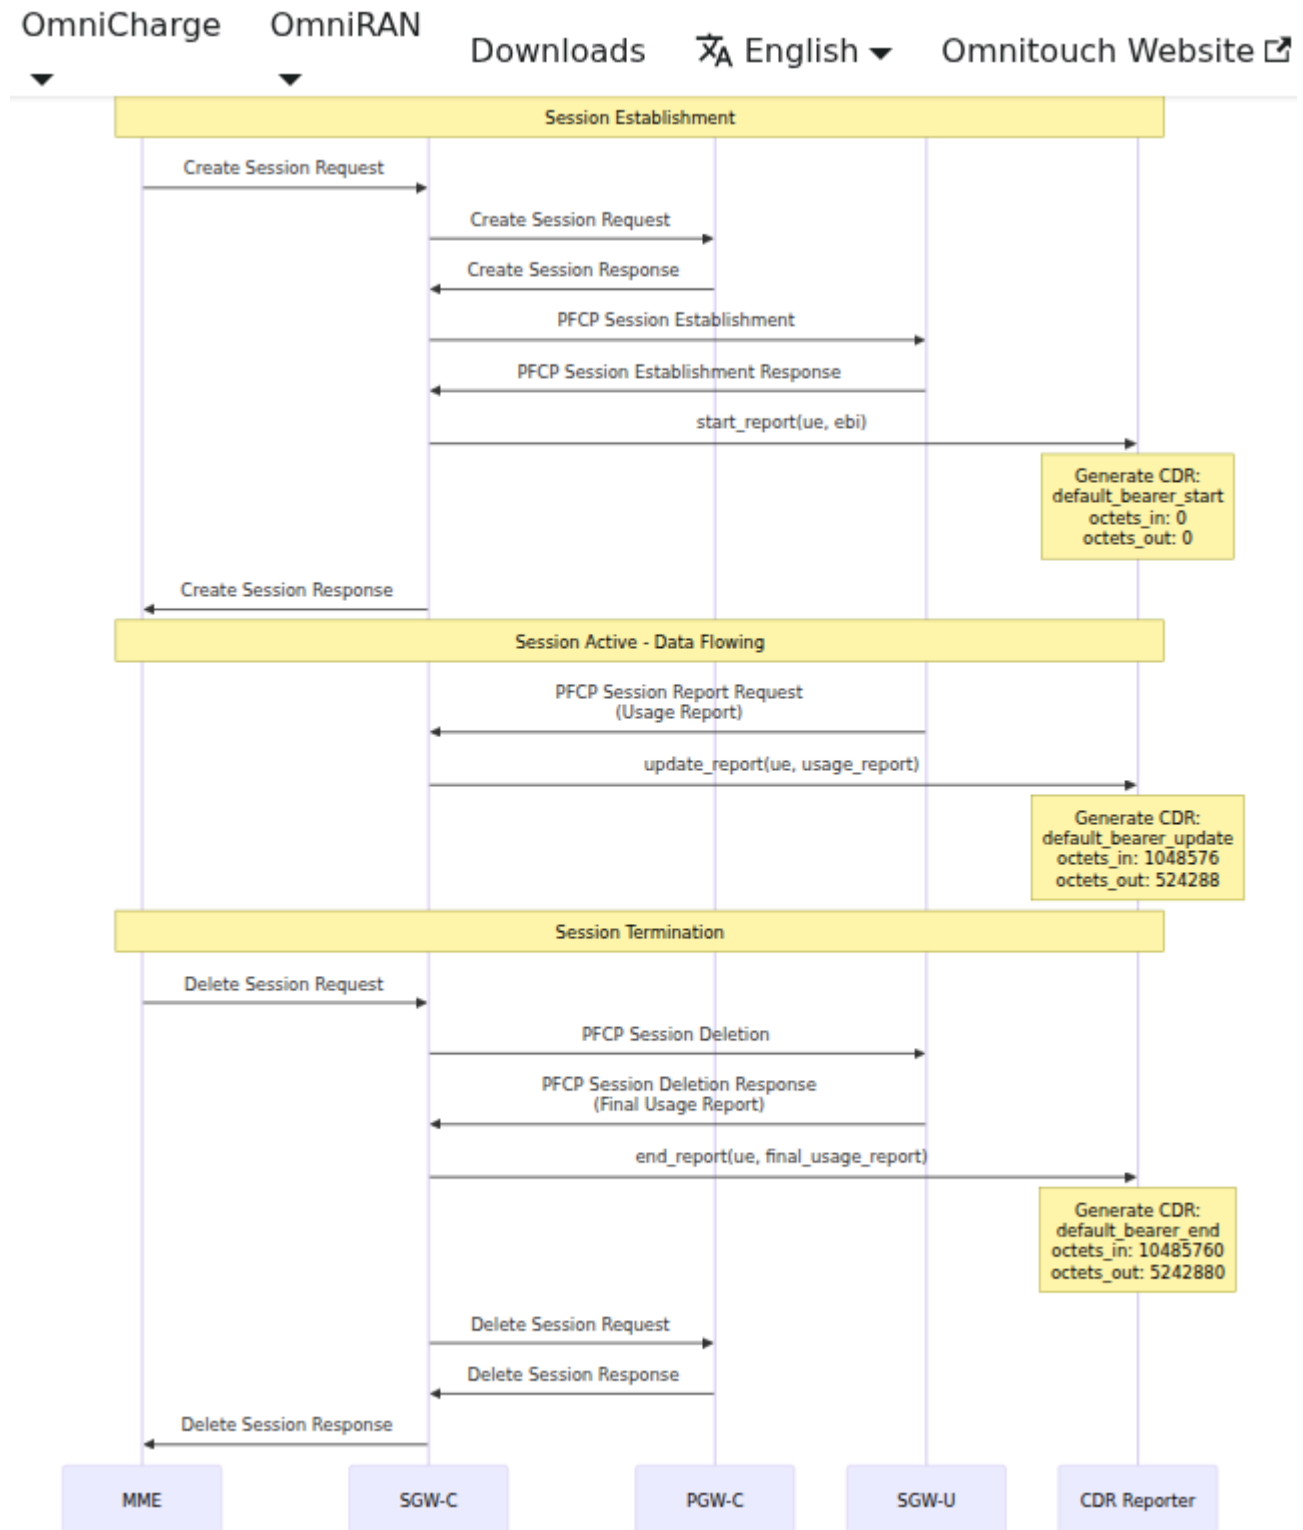 OmniCharge
OmniRAN
Downloads
English
Omnitouch Website
Session Establishment
Create Session Request
Create Session Request
Create Session Response
PFCP Session Establishment
PFCP Session Establishment Response
start_report(ue, ebi)
Generate CDR:
default_bearer_start
octets_in: 0
octets_out: 0
Create Session Response
Session Active - Data Flowing
PFCP Session Report Request
(Usage Report)
update_report(ue, usage_report)
Generate CDR:
default_bearer_update
octets_in: 1048576
octets_out: 524288
Session Termination
Delete Session Request
PFCP Session Deletion
PFCP Session Deletion Response
(Final Usage Report)
end_report(ue, final_usage_report)
Generate CDR:
default_bearer_end
octets_in: 10485760
octets_out: 5242880
Delete Session Request
Delete Session Response
Delete Session Response
MME
SGW-C
PGW-C
SGW-U
CDR Reporter